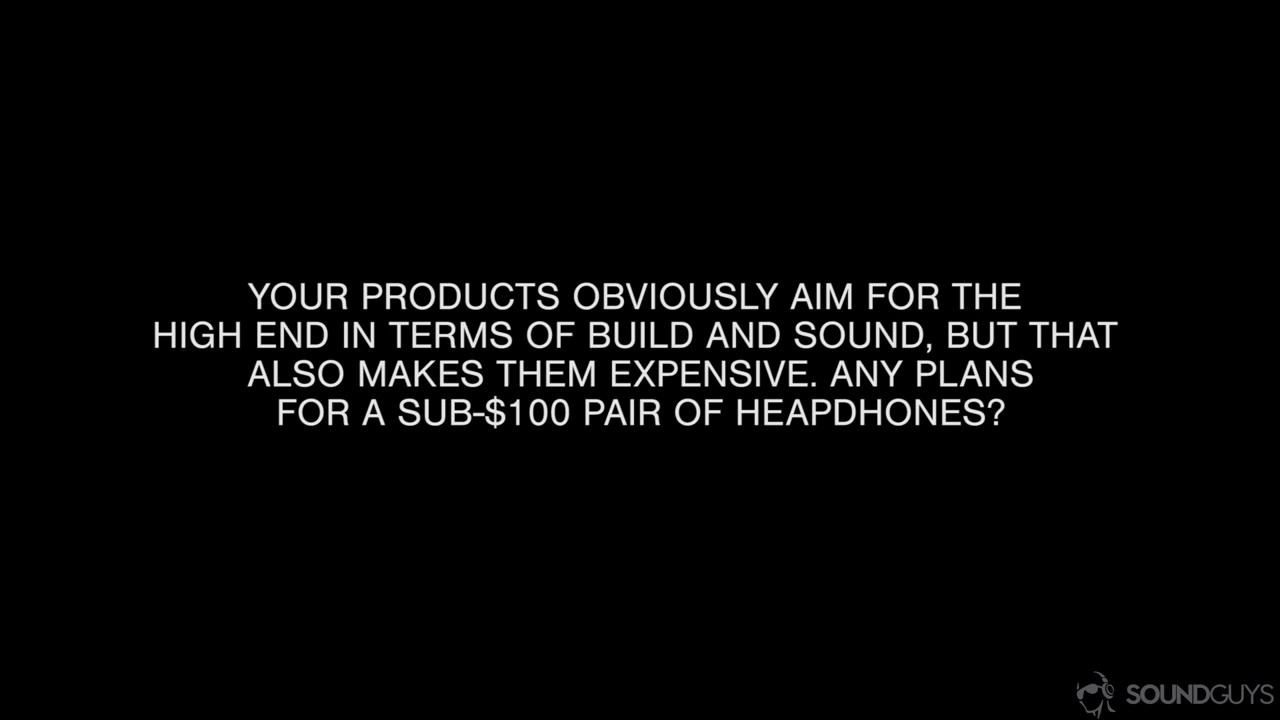 YOUR PRODUCTS OBVIOUSLY AIM FOR THE
HIGH END IN TERMS OF BUILD AND SOUND, BUT THAT
ALSO MAKES THEM EXPENSIVE. ANY PLANS
FOR A SUB-$100 PAIR OF HEAPDHONES?
SOUNDGUYS